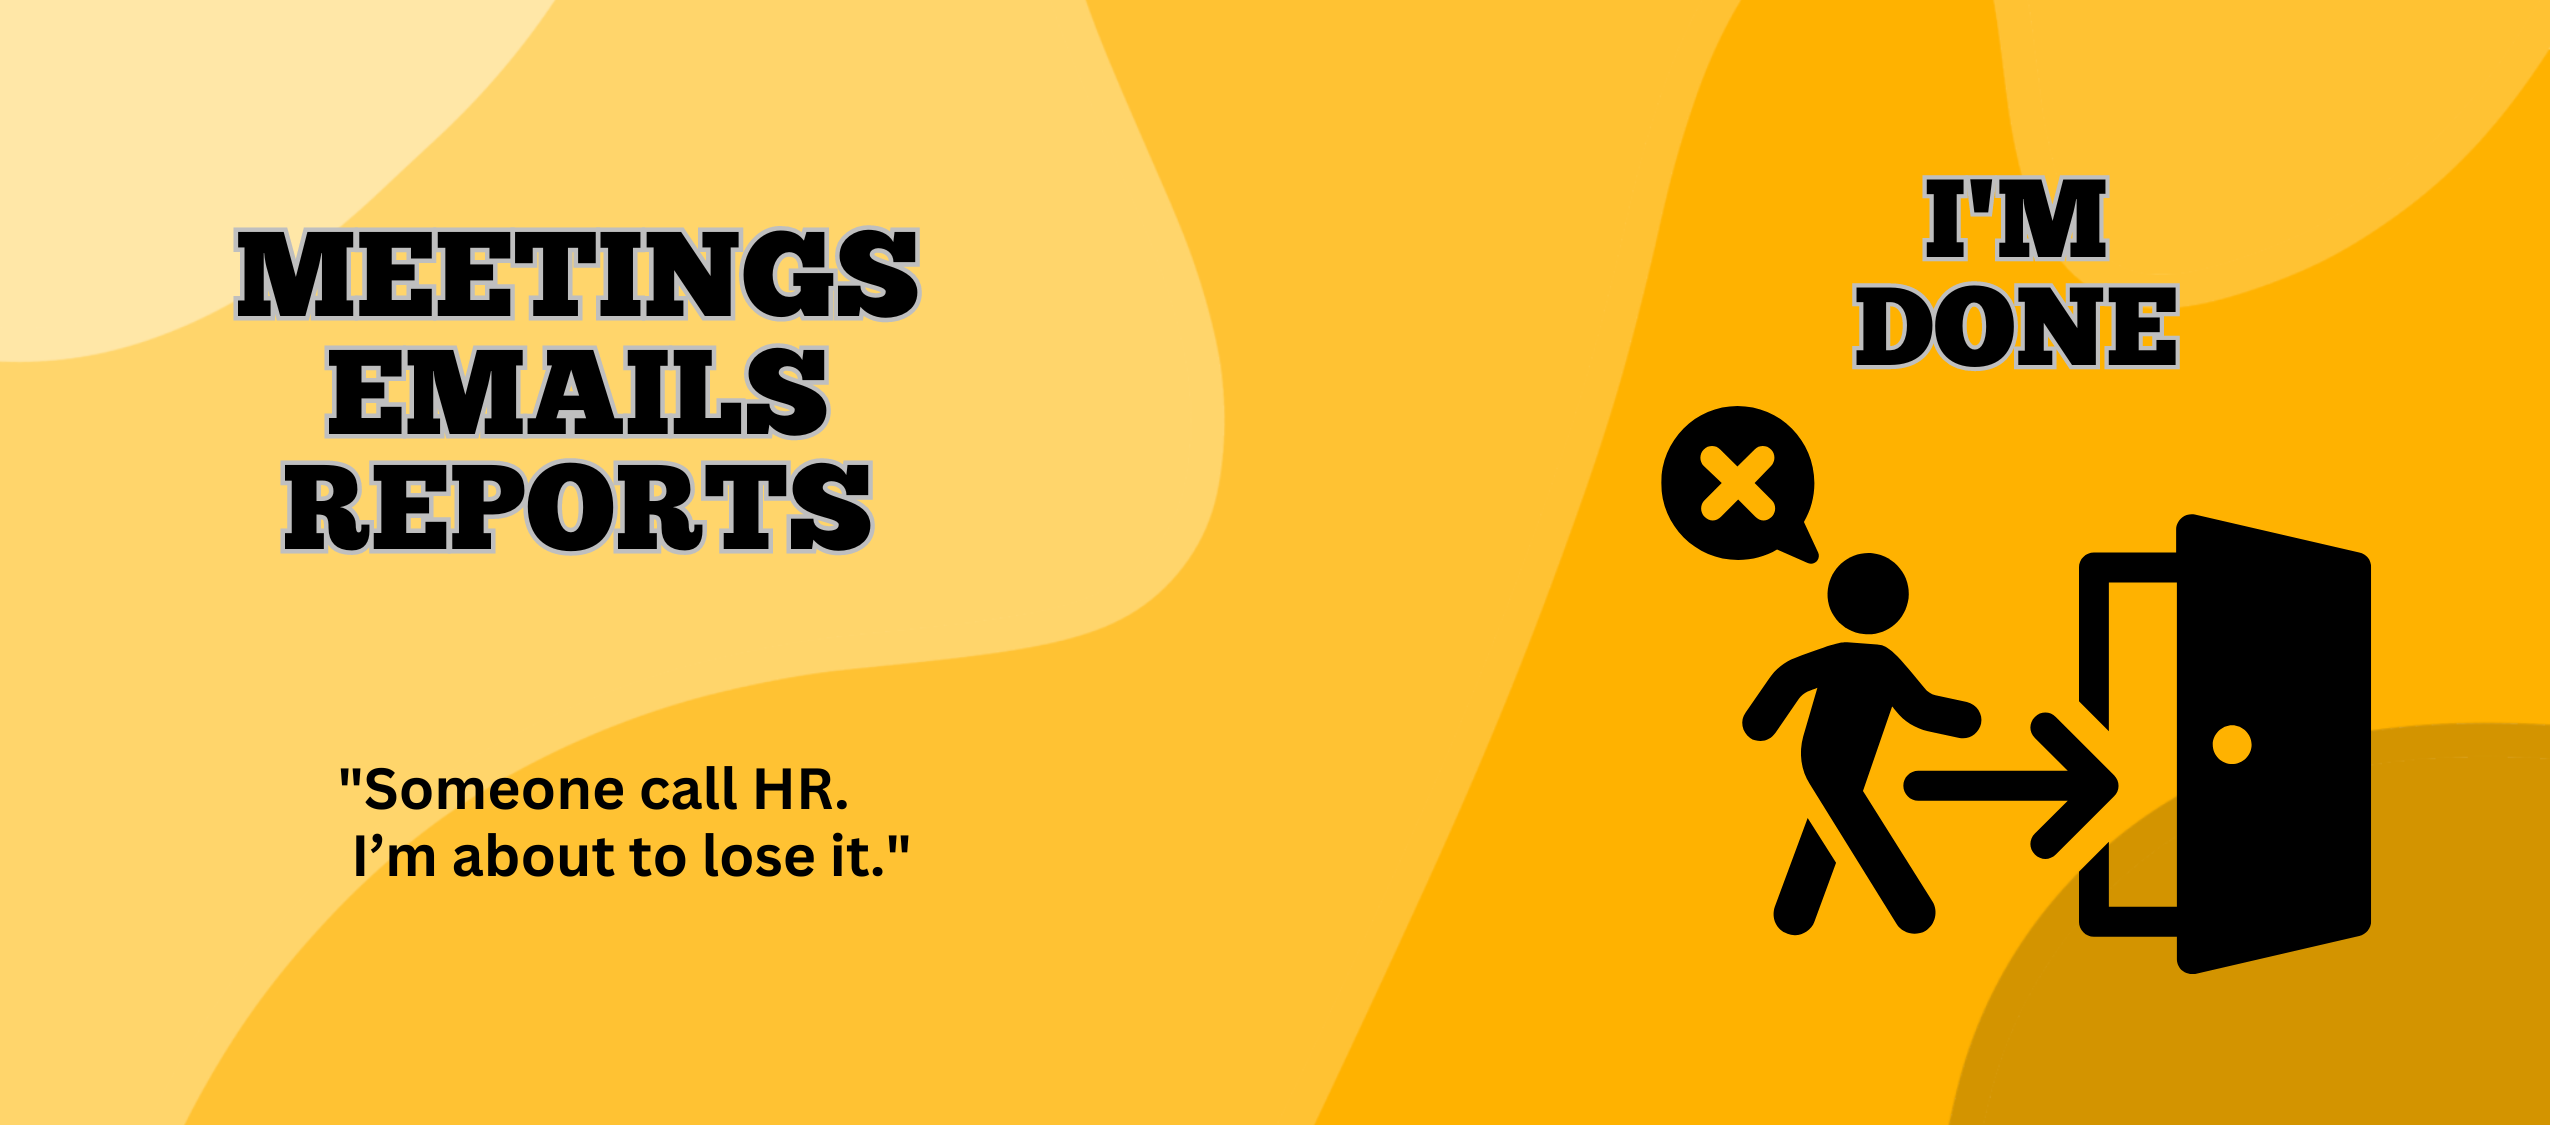 MEETINGS
EMAILS
REPORTS
"Someone call HR.
I’m about to lose it."
I'M
DONE